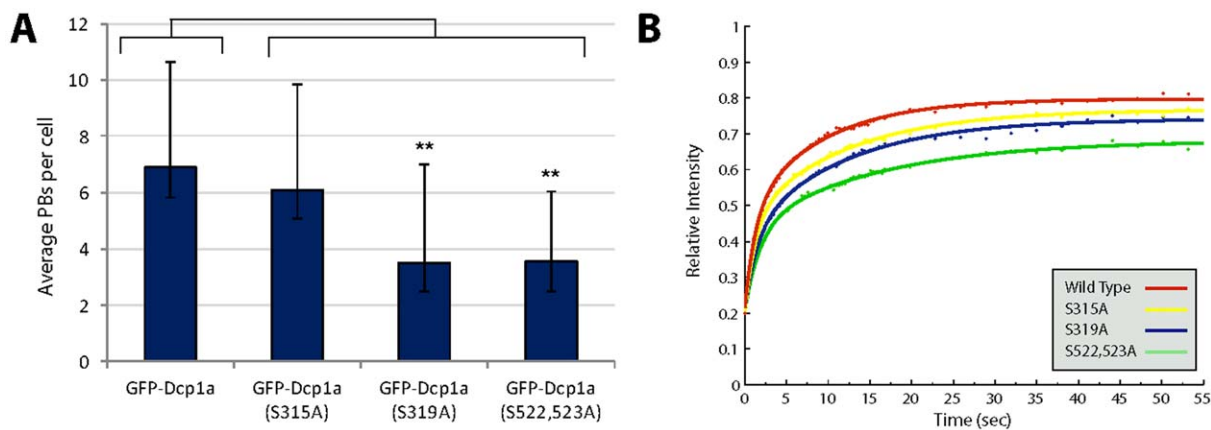 A
12
10
8
6
4
2
0
Average PBs per cell
**
**
GFP-Dcp1a
GFP-Dcp1a
(S315A)
GFP-Dcp1a
(S319A)
GFP-Dcp1a
(S522,523A)
B
1
0.9
0.8
0.7
0.6
0.5
0.4
0.3
0.2
0.1
0
Relative Intensity
0
5
10
15
20
25
30
35
40
45
50
55
Time (sec)
Wild Type
S315A
S319A
S522,523A